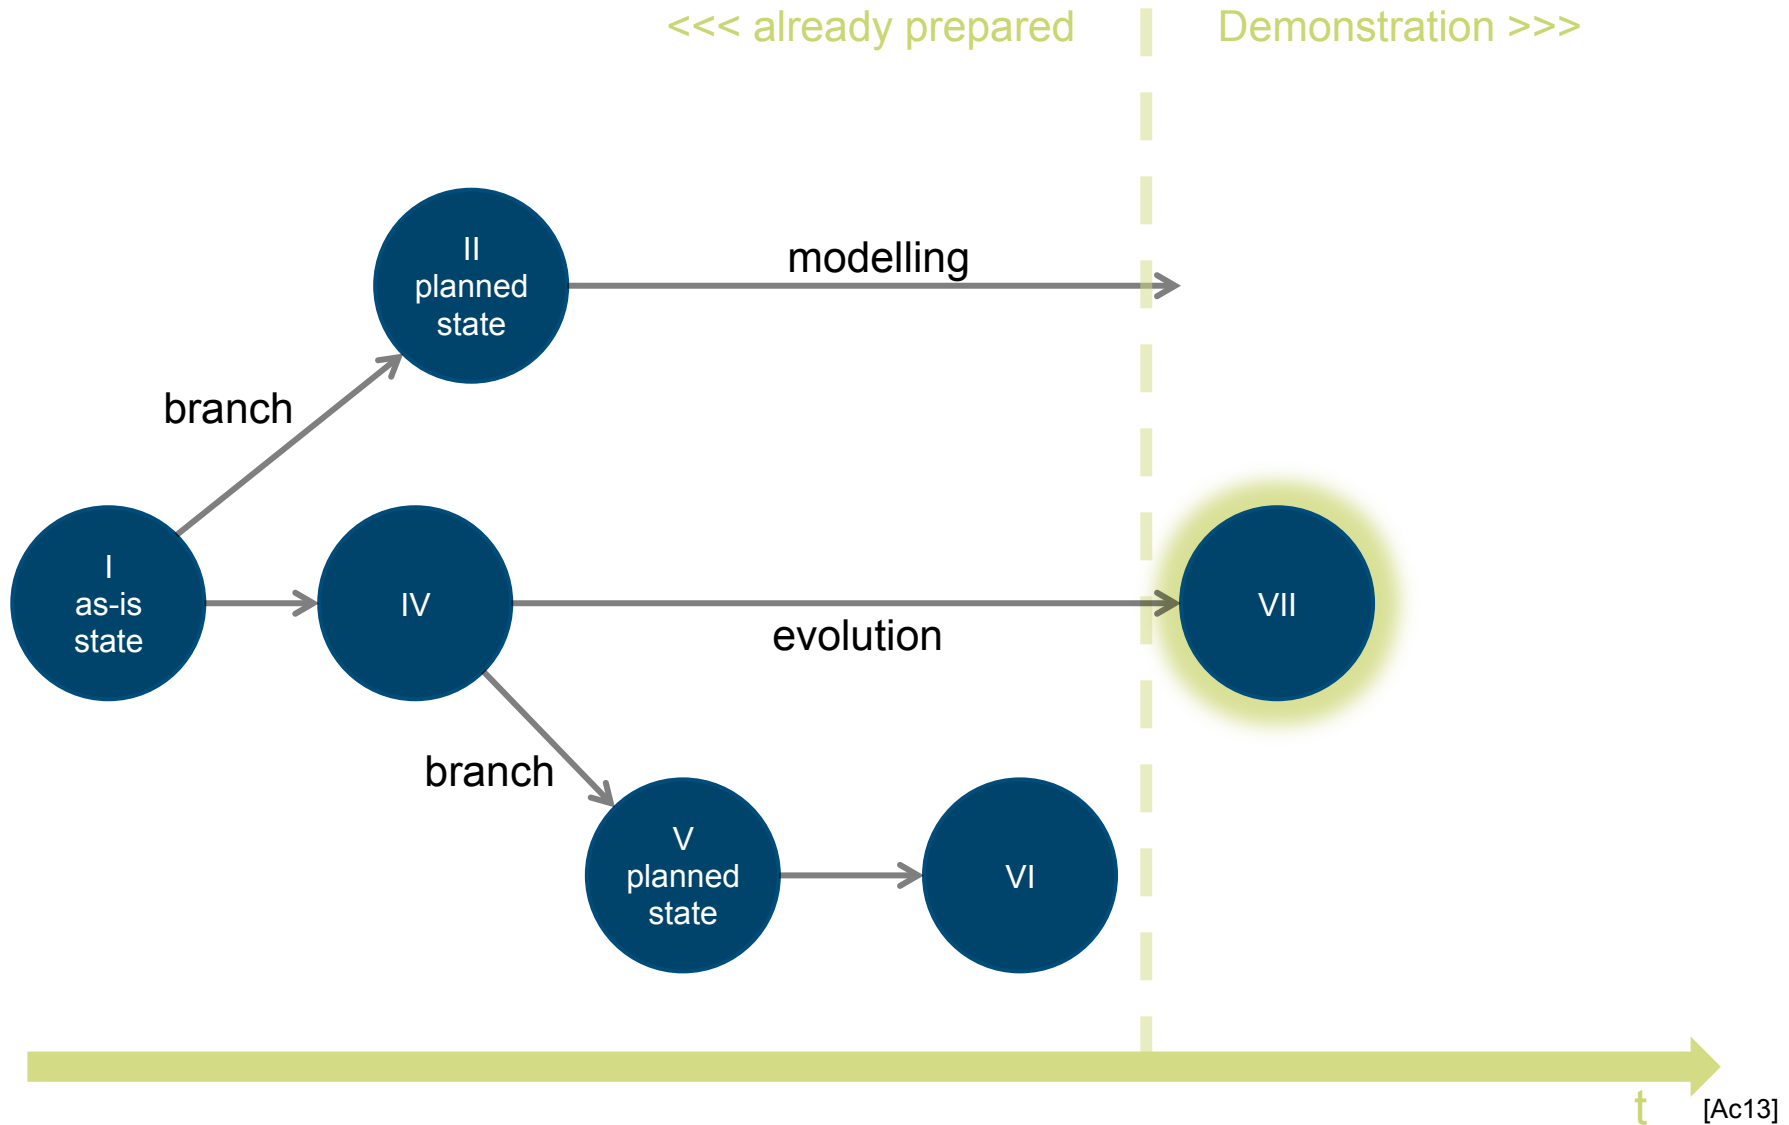 <<< already prepared
Demonstration >>>
II
planned
state
modelling
branch
I
as-is
state
IV
evolution
VII
branch
V
planned
state
VI
t
[Ac13]